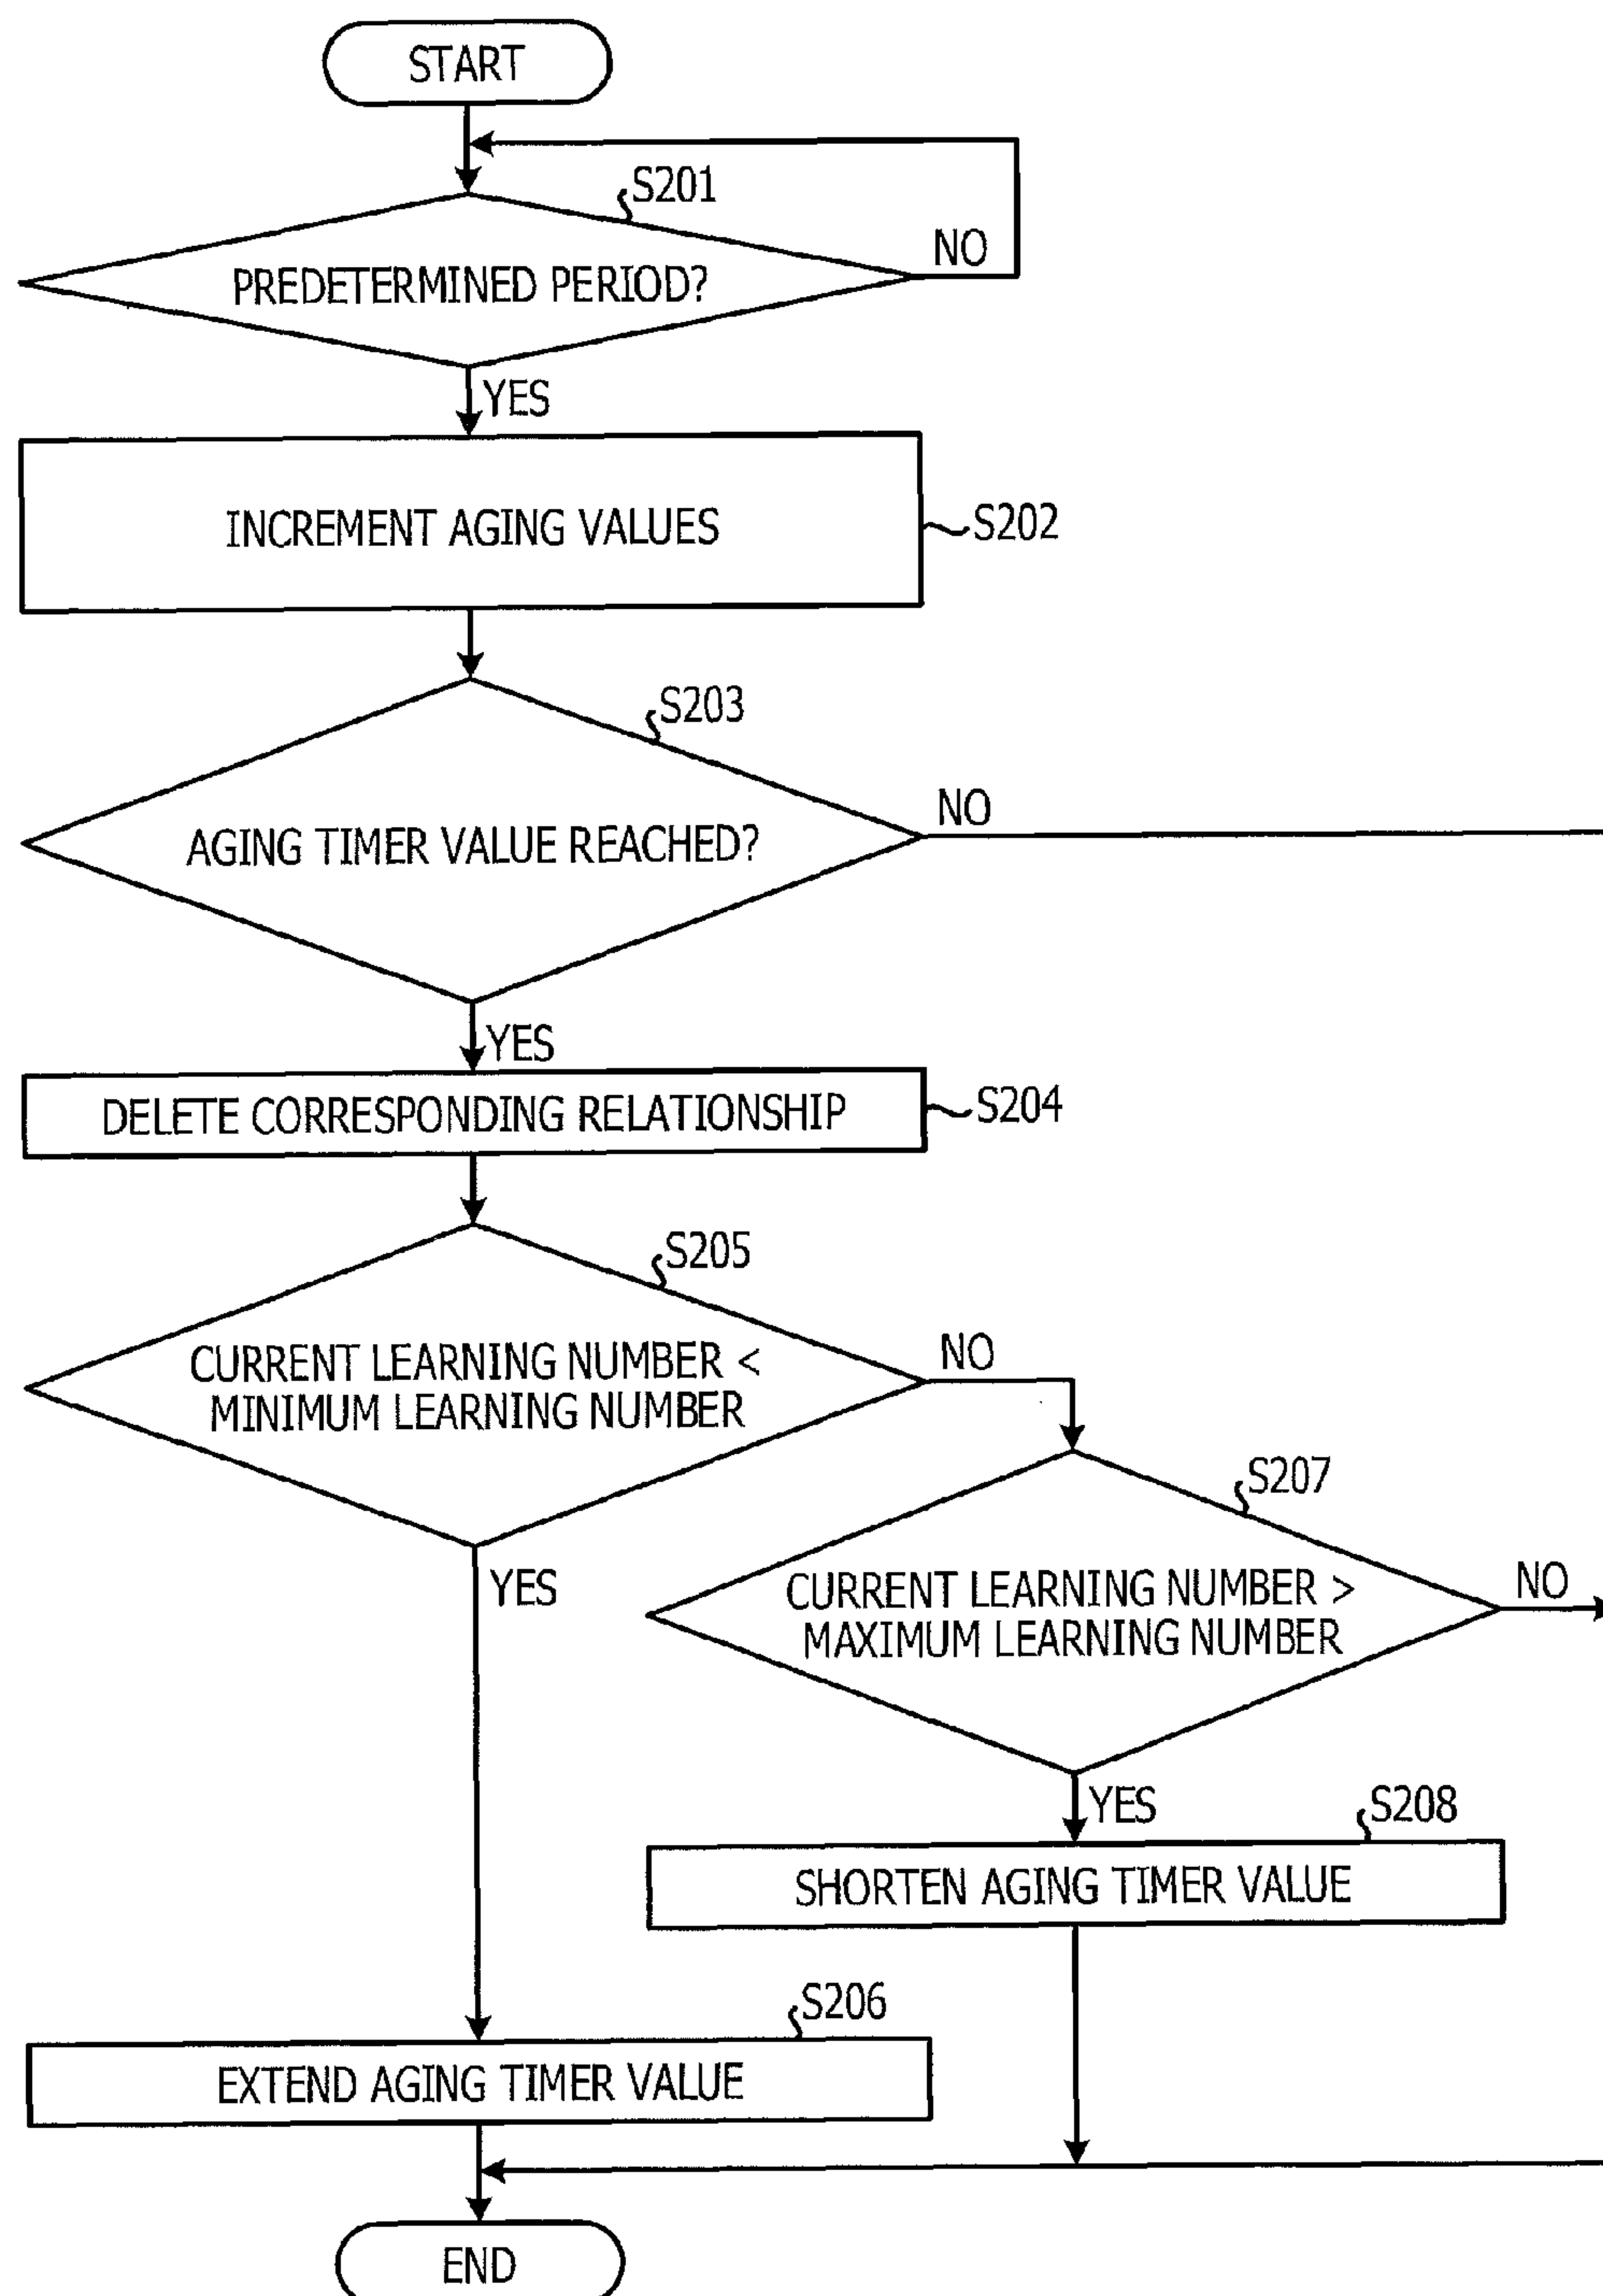 START
S201
NO
PREDETERMINED PERIOD?
YES
INCREMENT AGING VALUES
S202
S203
NO
AGING TIMER VALUE REACHED?
YES
DELETE CORRESPONDING RELATIONSHIP
S204
S205
NO
CURRENT LEARNING NUMBER <
MINIMUM LEARNING NUMBER
S207
YES
NO
CURRENT LEARNING NUMBER >
MAXIMUM LEARNING NUMBER
YES
S208
SHORTEN AGING TIMER VALUE
S206
EXTEND AGING TIMER VALUE
END